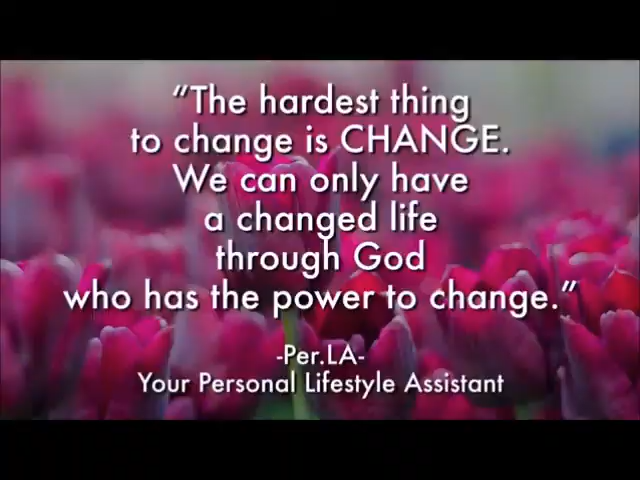 “The hardest thing
to change is CHANGE.
We can only have
a changed life
through God
who has the power to change.”
-Per.LA-
Your Personal Lifestyle Assistant